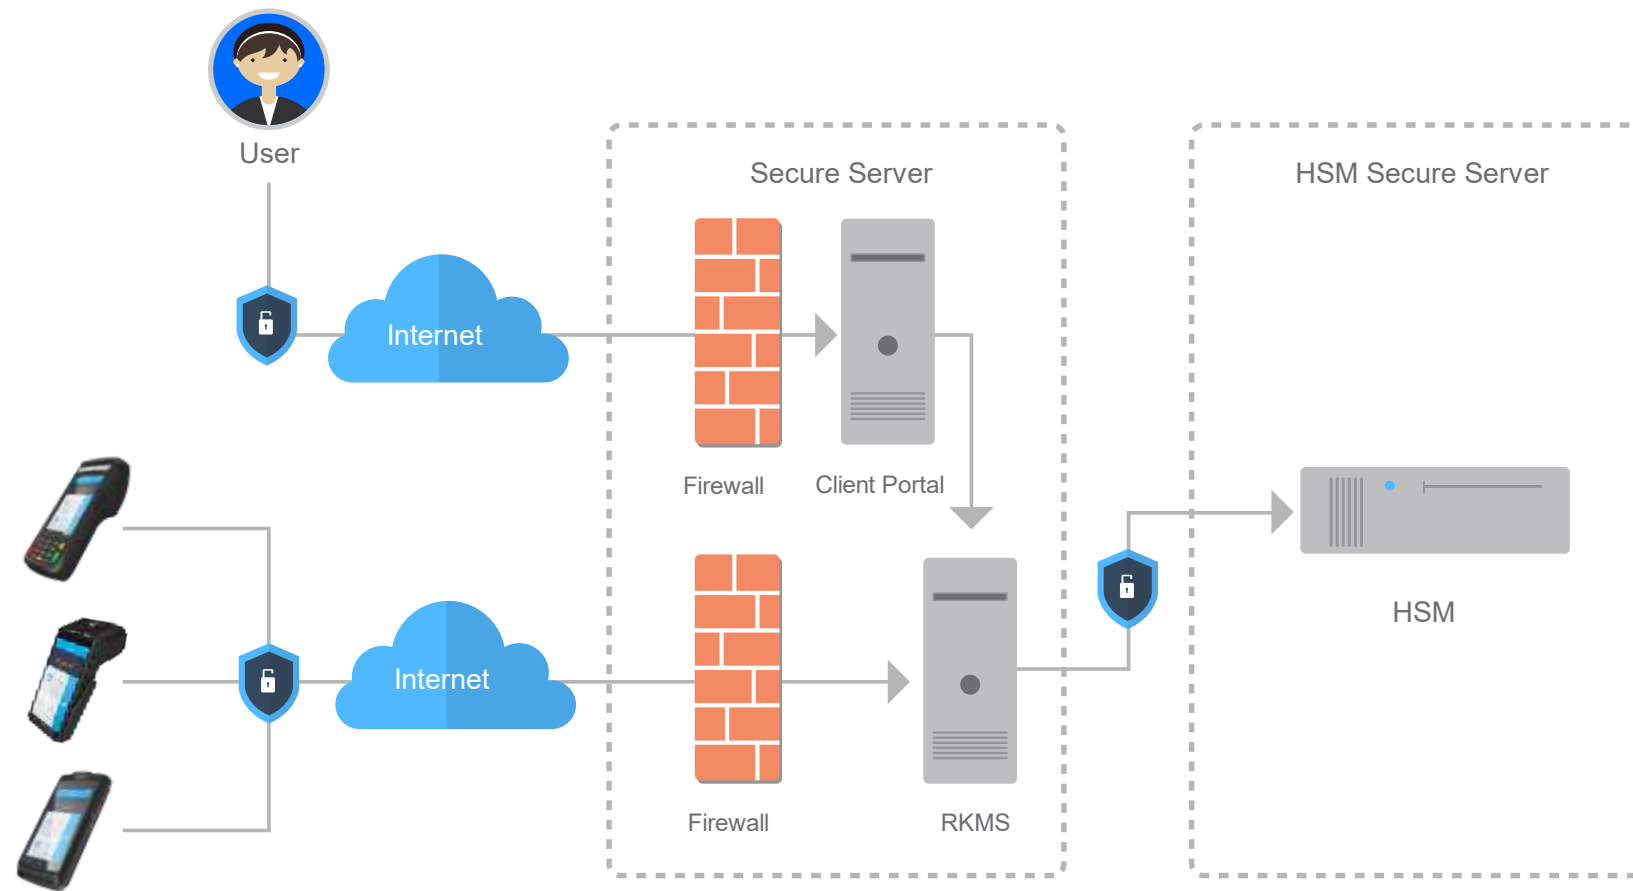 User
Secure Server
HSM Secure Server
Internet
Firewall
Client Portal
HSM
Internet
Firewall
RKMS